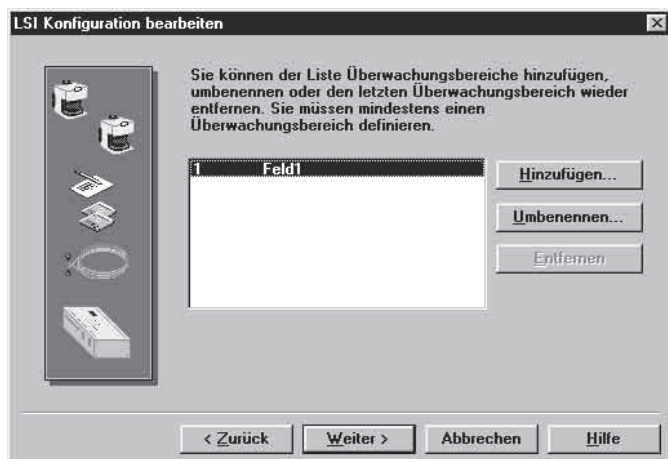 LSI Konfiguration bearbeiten
Sie können der Liste Überwachungsbereiche hinzufügen,
umbenennen oder den letzten Überwachungsbereich wieder
entfernen. Sie müssen mindestens einen
Überwachungsbereich definieren.
1 Feld1
Hinzufügen...
Umbenennen...
Entfernen
< Zurück
Weiter >
Abbrechen
Hilfe